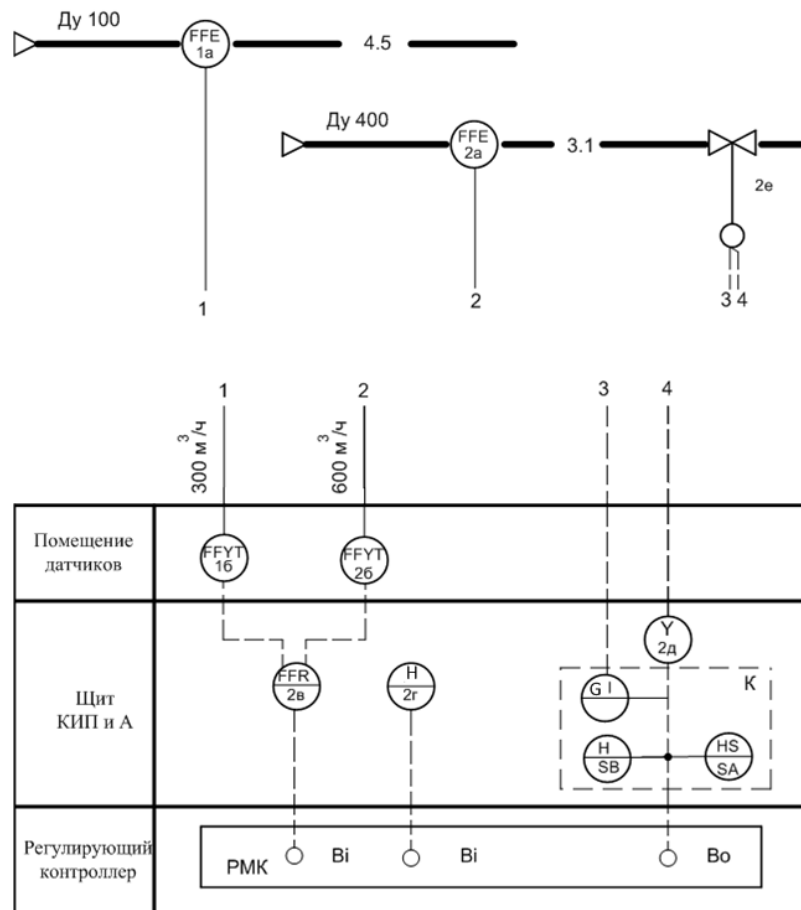 Ду 100
FFE
1а
4.5
Ду 400
FFE
2а
3.1
2е
1
2
3 4
1
2
3
4
300 м³/ч
600 м³/ч
Помещение
датчиков
FFYT
1б
FFYT
2б
Щит
КИП и А
FFR
2в
H
2г
Y
2д
GI
К
H
SB
HS
SA
Регулирующий
контроллер
РМК
Bi
Bi
Bo